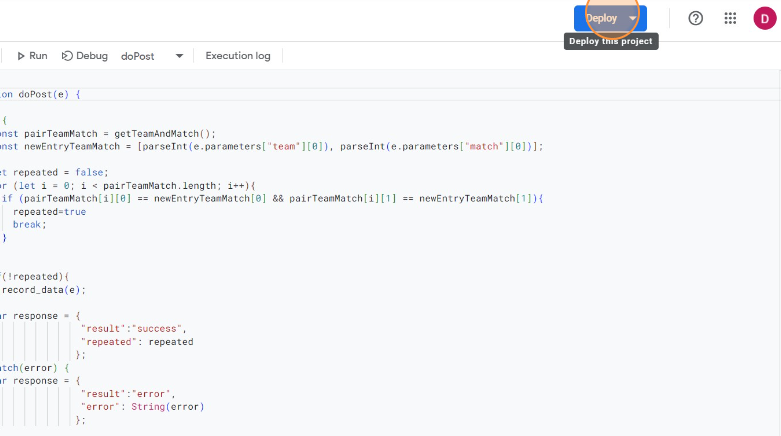 Deploy
D
Deploy this project
Run Debug doPost Execution log
on doPost(e) {
{
onst pairTeamMatch = getTeamAndMatch();
onst newEntryTeamMatch = [parseInt(e.parameters["team"][0]), parseInt(e.parameters["match"][0])];
et repeated = false;
or (let i = 0; i < pairTeamMatch.length; i++){
if (pairTeamMatch[i][0] == newEntryTeamMatch[0] && pairTeamMatch[i][1] == newEntryTeamMatch[1]){
repeated=true
break;
}
f(!repeated){
record_data(e);
ar response = {
"result":"success",
"repeated": repeated
};
atch(error) {
ar response = {
"result":"error",
"error": String(error)
};